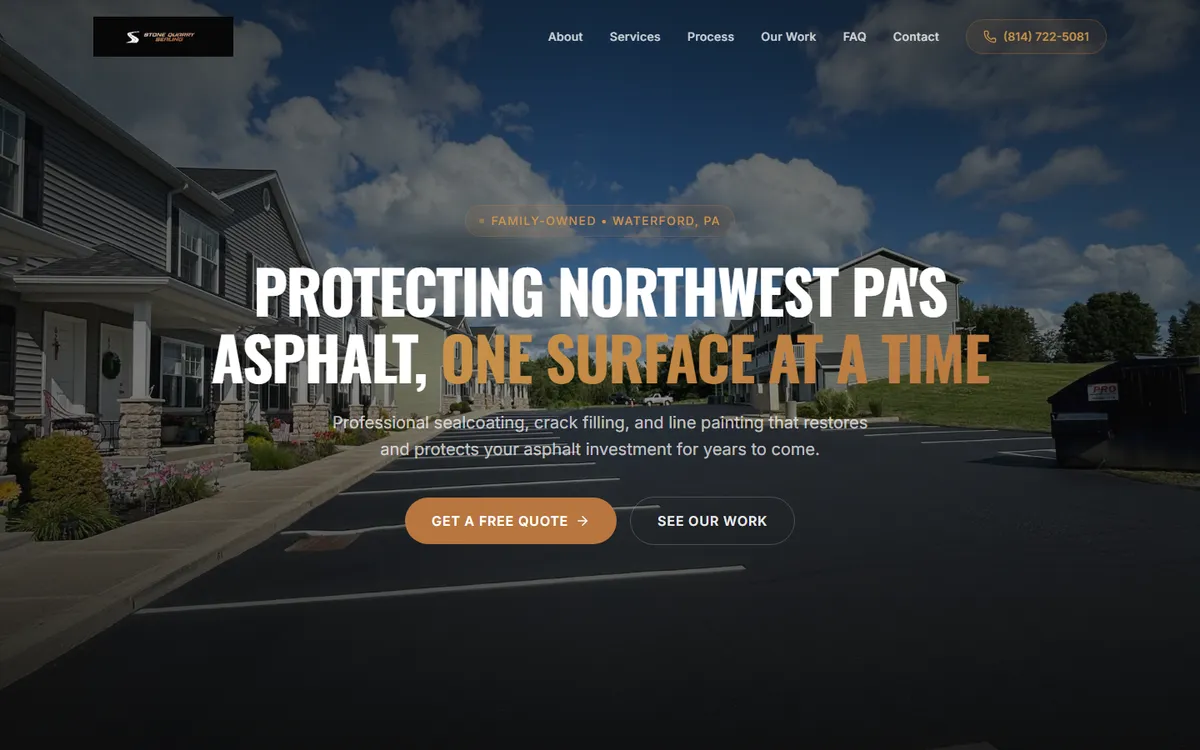 STONE QUARRY
SEALING
About Services Process Our Work FAQ Contact (814) 722-5081
FAMILY-OWNED • WATERFORD, PA
PROTECTING NORTHWEST PA'S
ASPHALT, ONE SURFACE AT A TIME
PRO
Professional sealcoating, crack filling, and line painting that restores
and protects your asphalt investment for years to come.
GET A FREE QUOTE → SEE OUR WORK